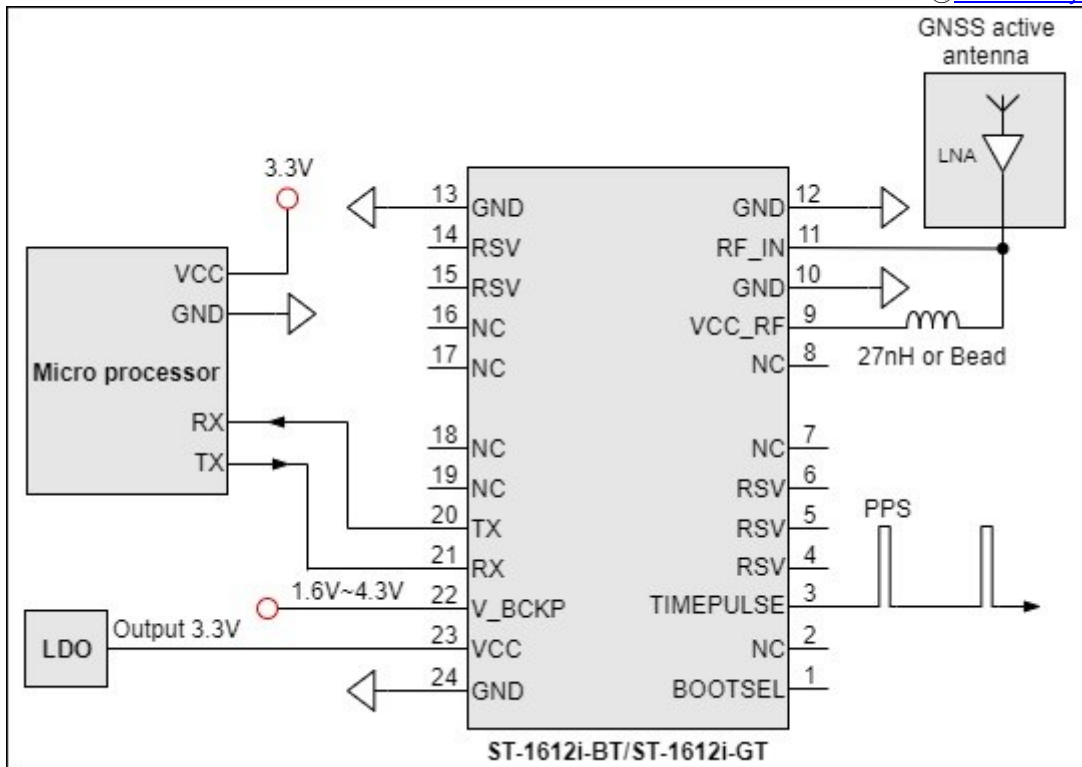 GNSS active
antenna
LNA
3.3V
13 GND
GND 12
14 RSV
RF_IN 11
15 RSV
GND 10
16 NC
VCC_RF 9
17 NC
NC 8
27nH or Bead
VCC
GND
Micro processor
RX
TX
18 NC
NC 7
19 NC
RSV 6
20 TX
RSV 5
PPS
21 RX
RSV 4
1.6V~4.3V
22 V_BCKP
TIMEPULSE 3
LDO
Output 3.3V
23 VCC
NC 2
24 GND
BOOTSEL 1
ST-1612i-BT/ST-1612i-GT